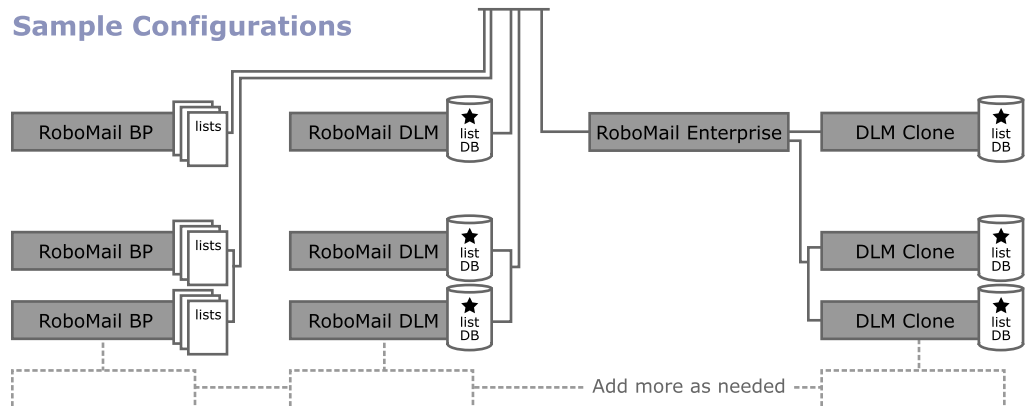 Sample Configurations
RoboMail BP
lists
RoboMail DLM
list
DB
RoboMail Enterprise
DLM Clone
list
DB
RoboMail BP
lists
RoboMail DLM
list
DB
DLM Clone
list
DB
RoboMail BP
lists
RoboMail DLM
list
DB
DLM Clone
list
DB
Add more as needed